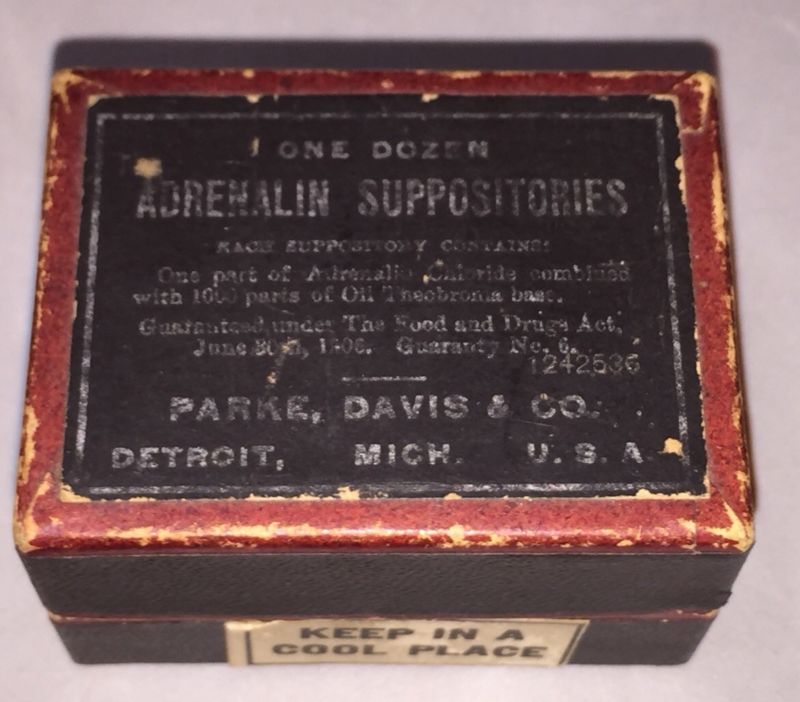 ONE DOZEN
ADRENALIN SUPPOSITORIES
EACH SUPPOSITORY CONTAINS:
One part of Adrenalin Chloride combined
with 1000 parts of Oil Theobroma base.
Guaranteed under The Food and Drugs Act,
June 30th, 1906. Guaranty No. 6.
1242536
PARKE, DAVIS & CO.
DETROIT, MICH. U. S. A.
KEEP IN A
COOL PLACE